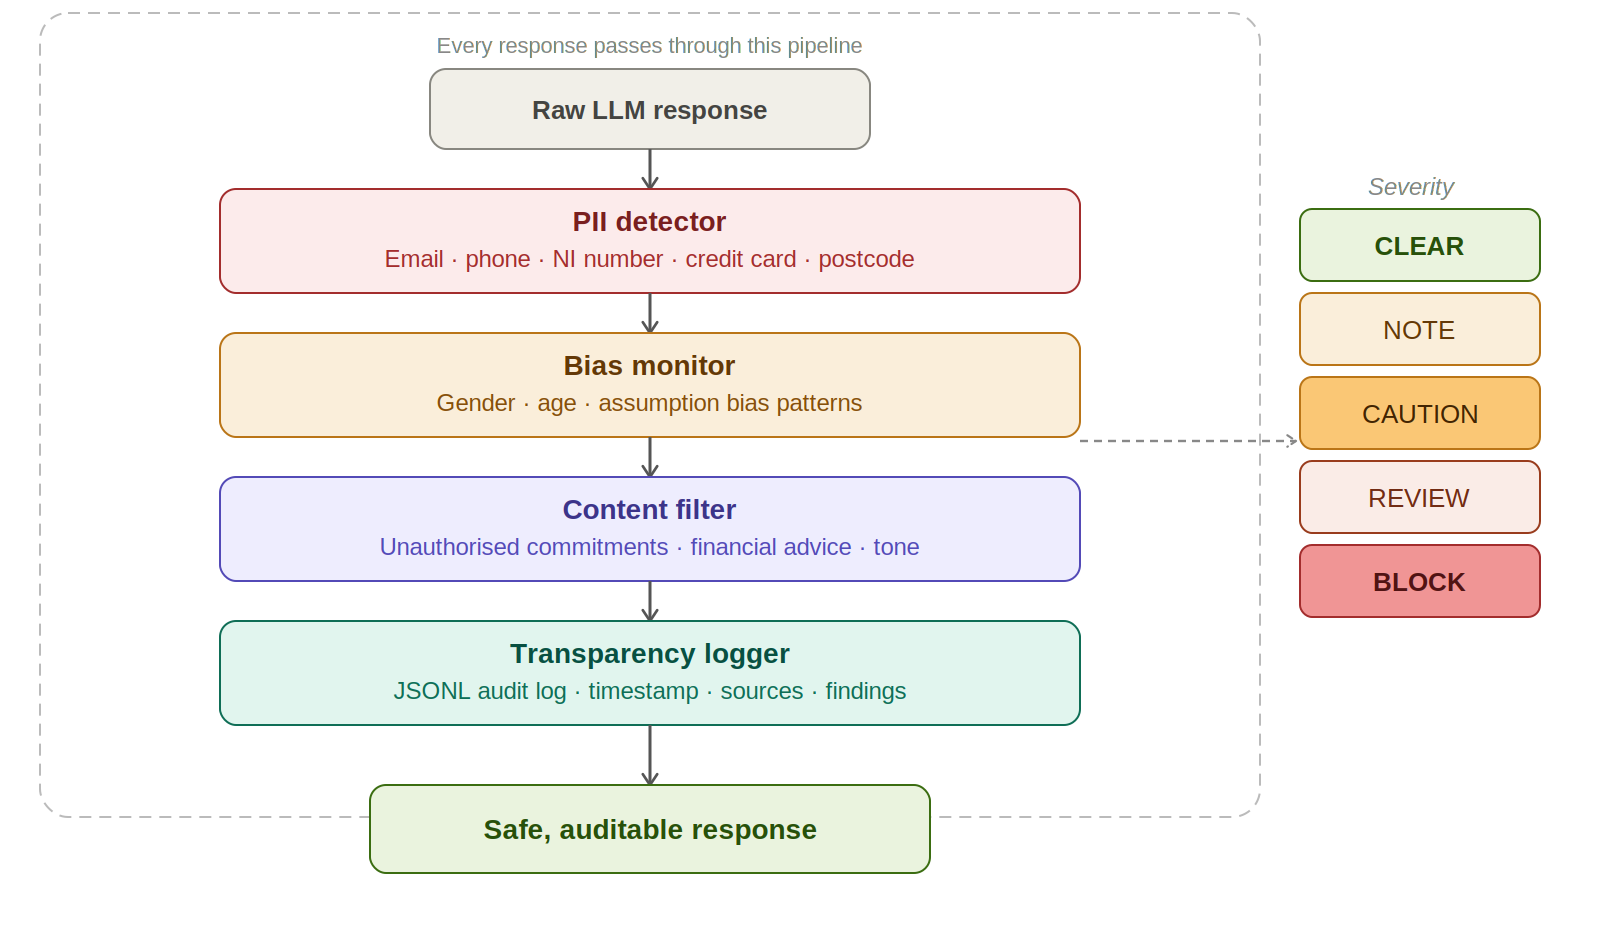 Every response passes through this pipeline
Raw LLM response
PII detector
Email · phone · NI number · credit card · postcode
Bias monitor
Gender · age · assumption bias patterns
Content filter
Unauthorised commitments · financial advice · tone
Transparency logger
JSONL audit log · timestamp · sources · findings
Safe, auditable response
Severity
CLEAR
NOTE
CAUTION
REVIEW
BLOCK